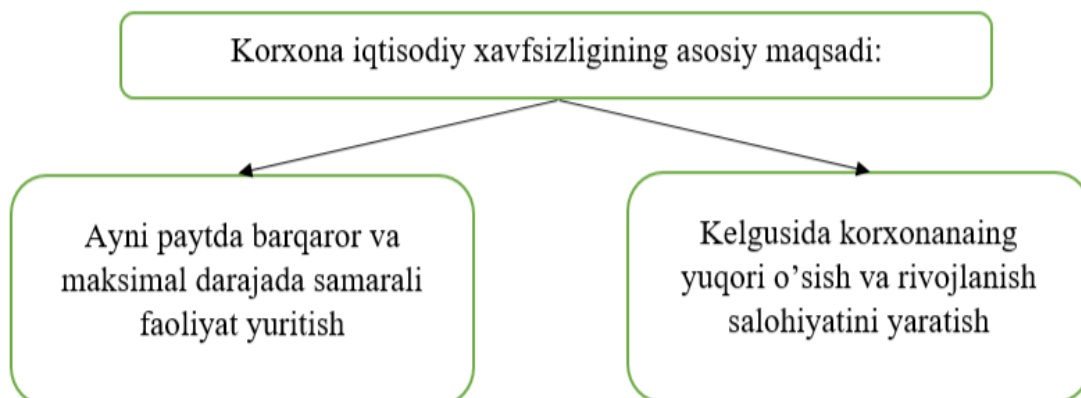 Korxona iqtisodiy xavfsizligining asosiy maqsadi:
Ayni paytda barqaror va
maksimal darajada samarali
faoliyat yuritish
Kelgusida korxonanaing
yuqori o’sish va rivojlanish
salohiyatini yaratish